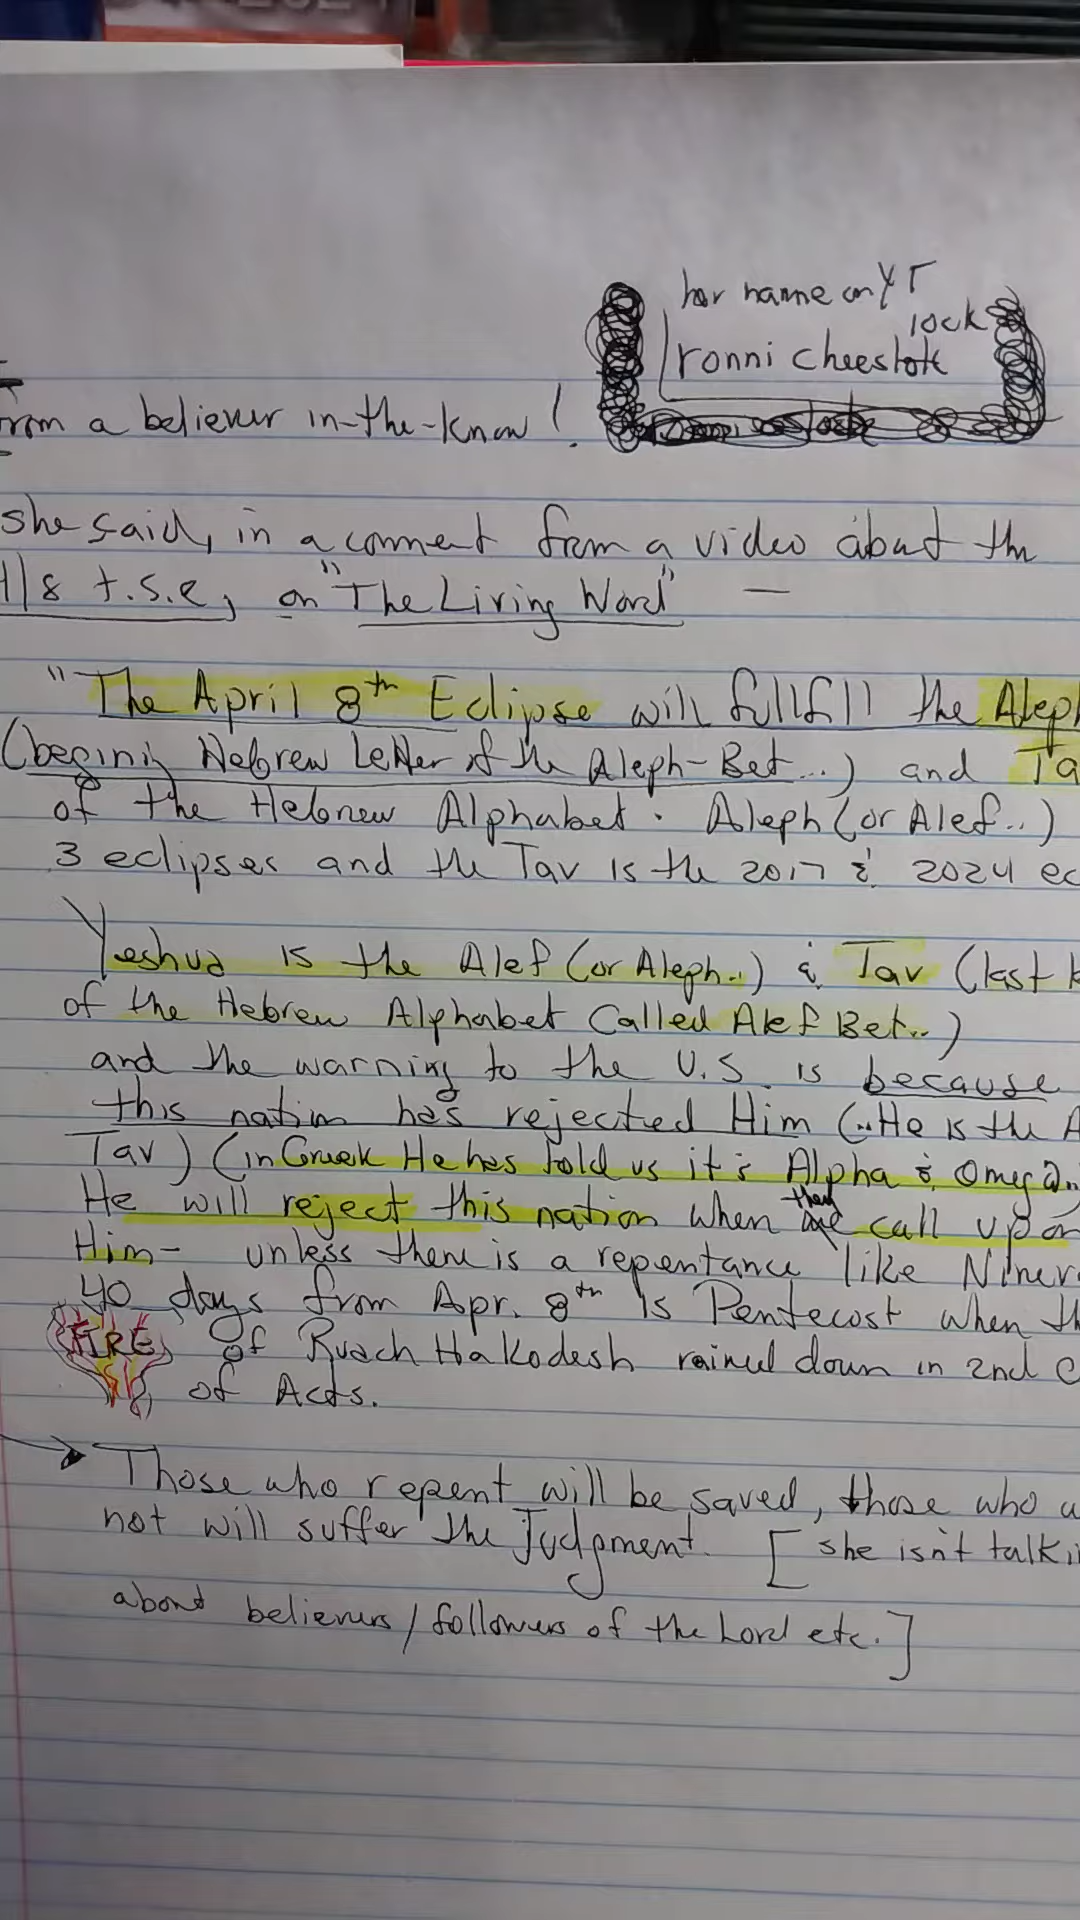 her name on YT
lock
ronni cheeslok
from a believer in-the-know!
she said, in a comment from a video about the
4/8 t.s.e, on "The Living Word" —
"The April 8th Eclipse will fullfill the Aleph
(begining Hebrew Letter of the Aleph-Bet...) and Ta
of the Hebrew Alphabet. Aleph (or Alef..)
3 eclipses and the Tav is the 2017 & 2024 ec
Yeshua is the Alef (or Aleph..) & Tav (last
of the Hebrew Alphabet Called Alef Bet..)
and the warning to the U.S. is because
this nation has rejected Him (..He is the A
Tav) (in Greek He has told us it's Alpha & Omega..
He will reject this nation when they call upon
Him - unless there is a repentance like Ninev
40 days from Apr. 8th is Pentecost when th
FIRE of Ruach HaKodesh rained down in 2nd C
of Acts.
→ Those who repent will be saved, those who
not will suffer the Judgment. [she isn't talki
about believers/followers of the Lord etc.]